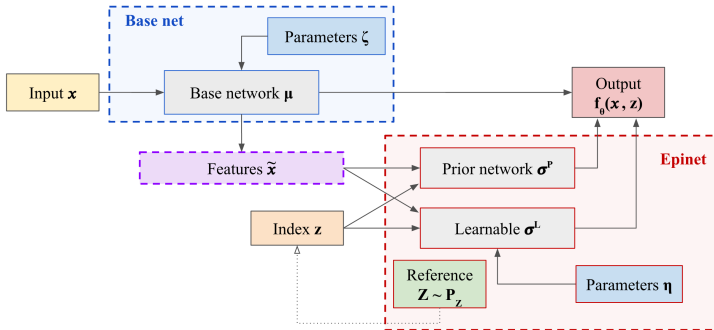 Base net
Parameters ζ
Input x
Base network μ
Output
f_θ(x, z)
Features x̃
Epinet
Prior network σ^P
Index z
Learnable σ^L
Reference
Z ~ P_Z
Parameters η